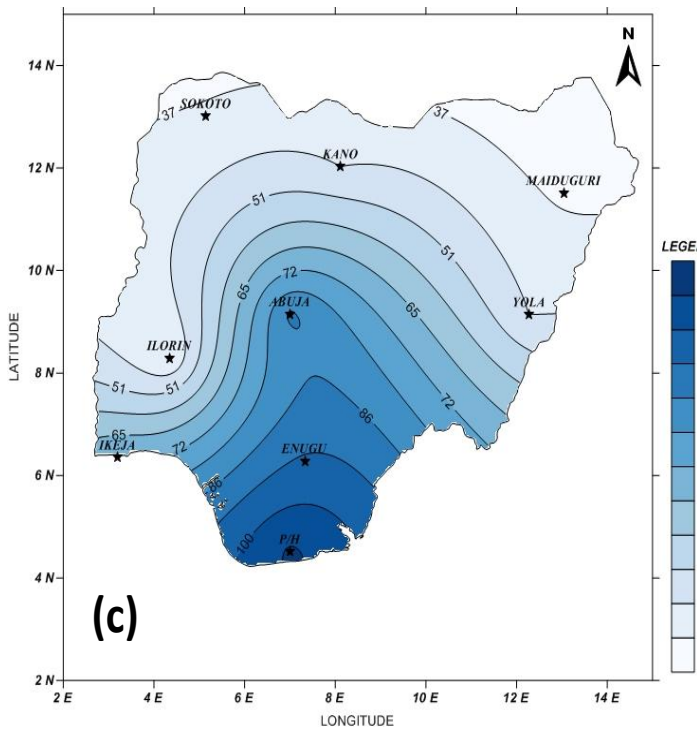 N
14 N
37
SOKOTO
37
12 N
KANO
MAIDUGURI
LEGE
51
51
10 N
72
65
65
ABUJA
YOLA
LATITUDE
ILORIN
8 N
51
51
72
86
65
IKEJA
72
ENUGU
6 N
86
100
P/H
4 N
(c)
2 N
2 E
4 E
6 E
8 E
10 E
12 E
14 E
LONGITUDE